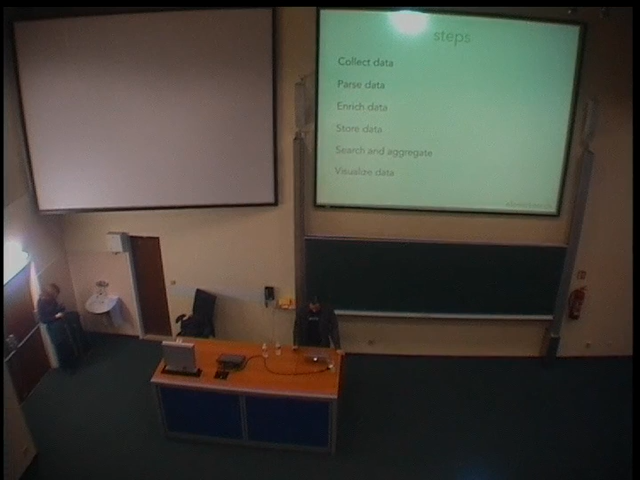 steps
Collect data
Parse data
Enrich data
Store data
Search and aggregate
Visualize data